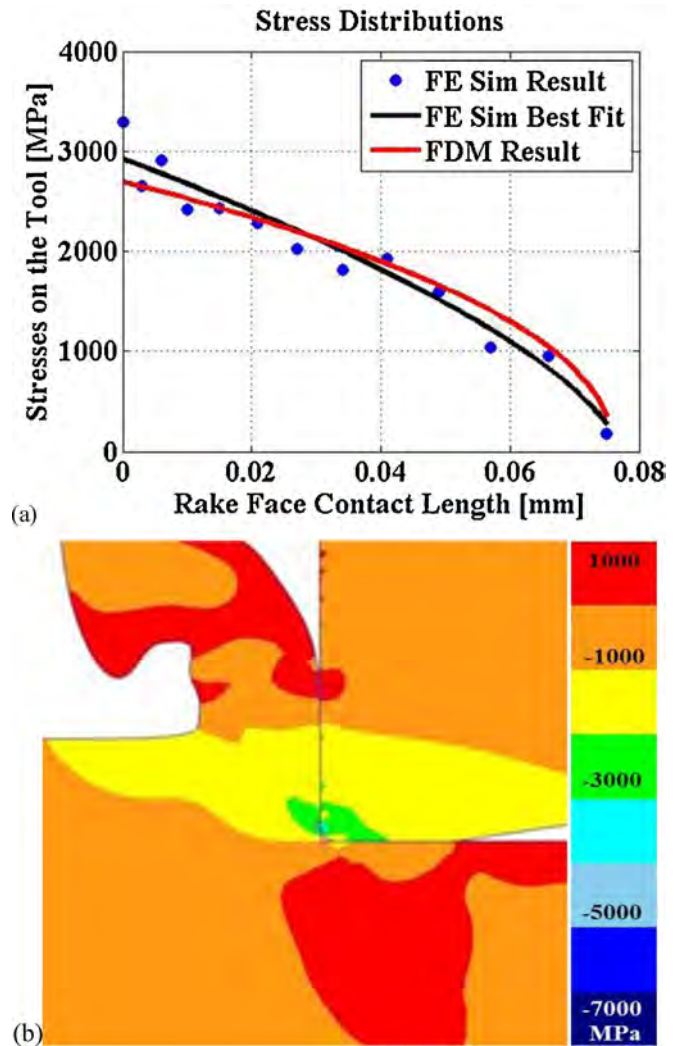 Stress Distributions
Stresses on the Tool [MPa]
4000
3000
2000
1000
0
FE Sim Result
FE Sim Best Fit
FDM Result
0 0.02 0.04 0.06 0.08
Rake Face Contact Length [mm]
(a)
1000
-1000
-3000
-5000
-7000
MPa
(b)